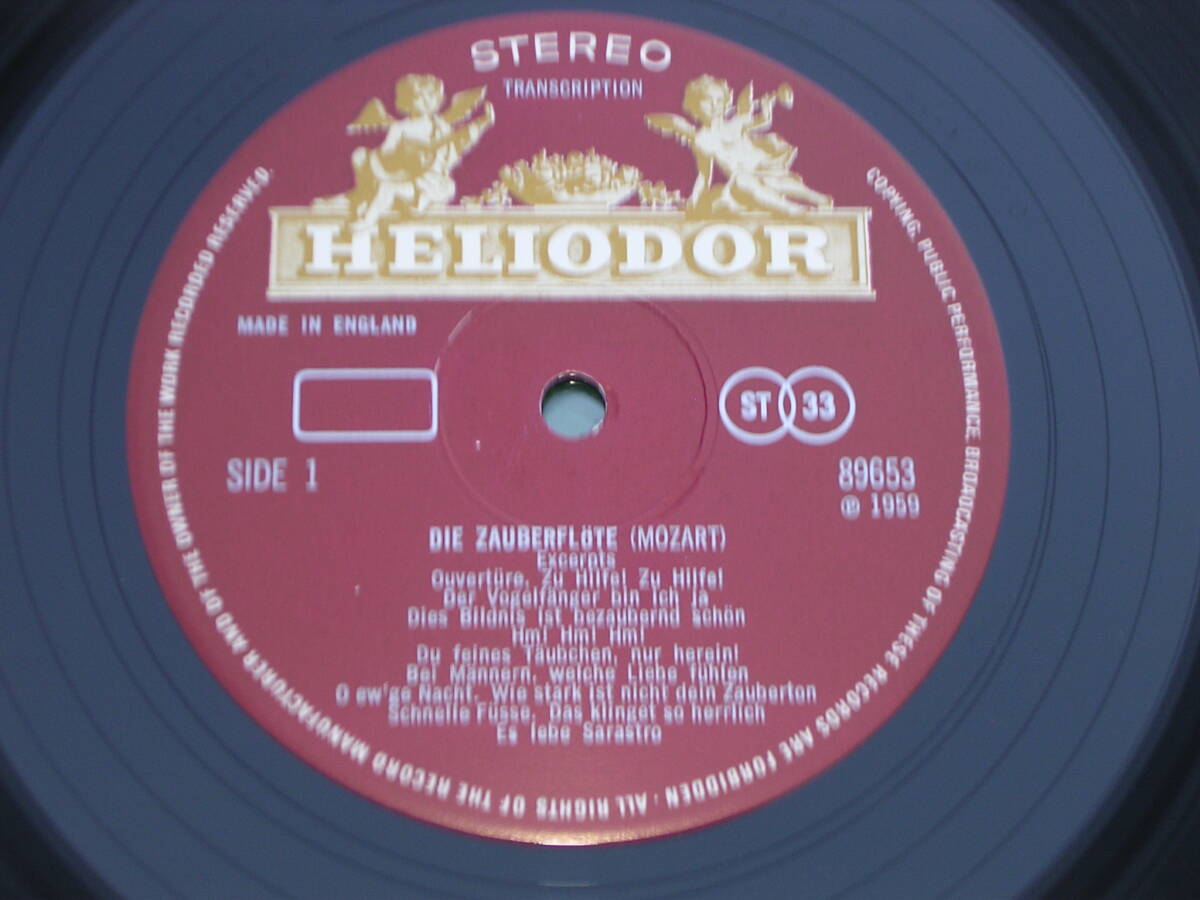 STEREO
TRANSCRIPTION
HELIODOR
MADE IN ENGLAND
ST 33
SIDE 1
89653
℗ 1959
DIE ZAUBERFLÖTE (MOZART)
Excerpts
Ouvertüre. Zu Hilfe! Zu Hilfe!
Der Vogelfänger bin ich ja
Dies Bildnis ist bezaubernd schön
Hm! Hm! Hm!
Du feines Täubchen, nur herein!
Bei Männern, welche Liebe fühlen
O ew'ge Nacht. Wie stark ist nicht dein Zauberton
Schnelle Füsse. Das klinget so herrlich
Es lebe Sarastro
COPYING, PUBLIC PERFORMANCE, BROADCASTING OF THESE RECORDS ARE FORBIDDEN · ALL RIGHTS OF THE RECORD MANUFACTURER AND OF THE OWNER OF THE WORK RECORDED RESERVED.